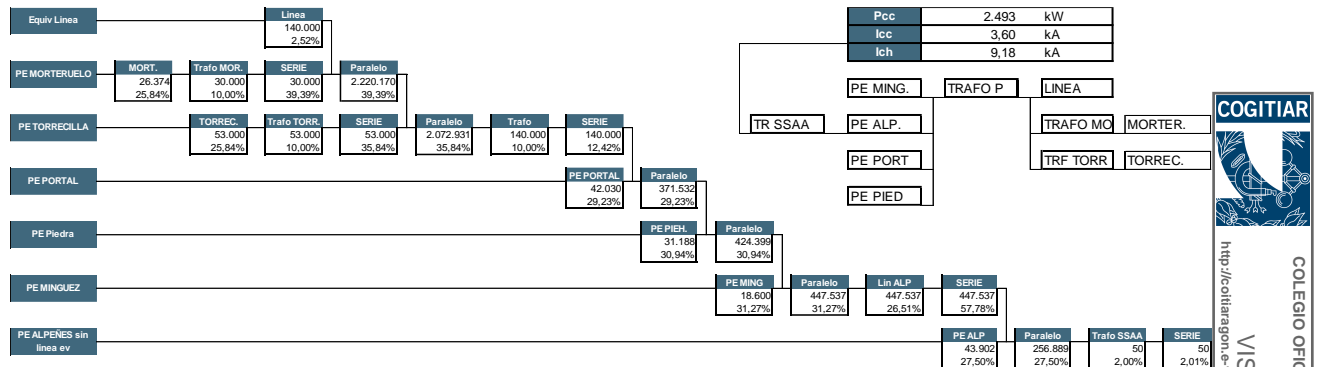 Equiv Linea
Linea
140.000
2,52%
Pcc 2.493 kW
Icc 3,60 kA
Ich 9,18 kA
PE MORTERUELO
MORT. Trafo MOR. SERIE Paralelo
26.374 30.000 30.000 2.220.170
25,84% 10,00% 39,39% 39,39%
PE MING. TRAFO P LINEA
TR SSAA PE ALP. TRAFO MO MORTER.
PE PORT TRF TORR TORREC.
PE PIED
PE TORRECILLA
TORREC. Trafo TORR. SERIE Paralelo Trafo SERIE
53.000 53.000 53.000 2.072.931 140.000 140.000
25,84% 10,00% 35,84% 35,84% 10,00% 12,42%
PE PORTAL
PE PORTAL Paralelo
42.030 371.532
29,23% 29,23%
PE Piedra
PE PIEH. Paralelo
31.188 424.399
30,94% 30,94%
PE MINGUEZ
PE MING Paralelo Lin ALP SERIE
18.600 447.537 447.537 447.537
31,27% 31,27% 26,51% 57,78%
PE ALPEÑES sin
linea ev
PE ALP Paralelo Trafo SSAA SERIE
43.902 256.889 50 50
27,50% 27,50% 2,00% 2,01%
COGITIAR
COLEGIO OFIC
VIS
http://coitiaragon.e-